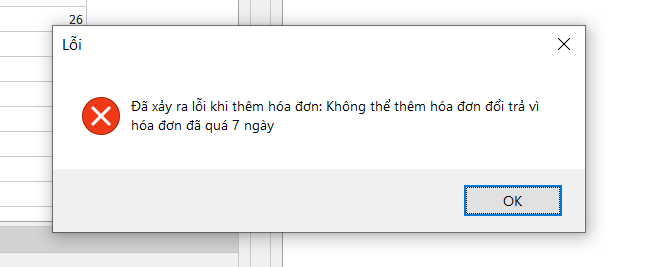 26
Lỗi
Đã xảy ra lỗi khi thêm hóa đơn: Không thể thêm hóa đơn đổi trả vì
hóa đơn đã quá 7 ngày
OK